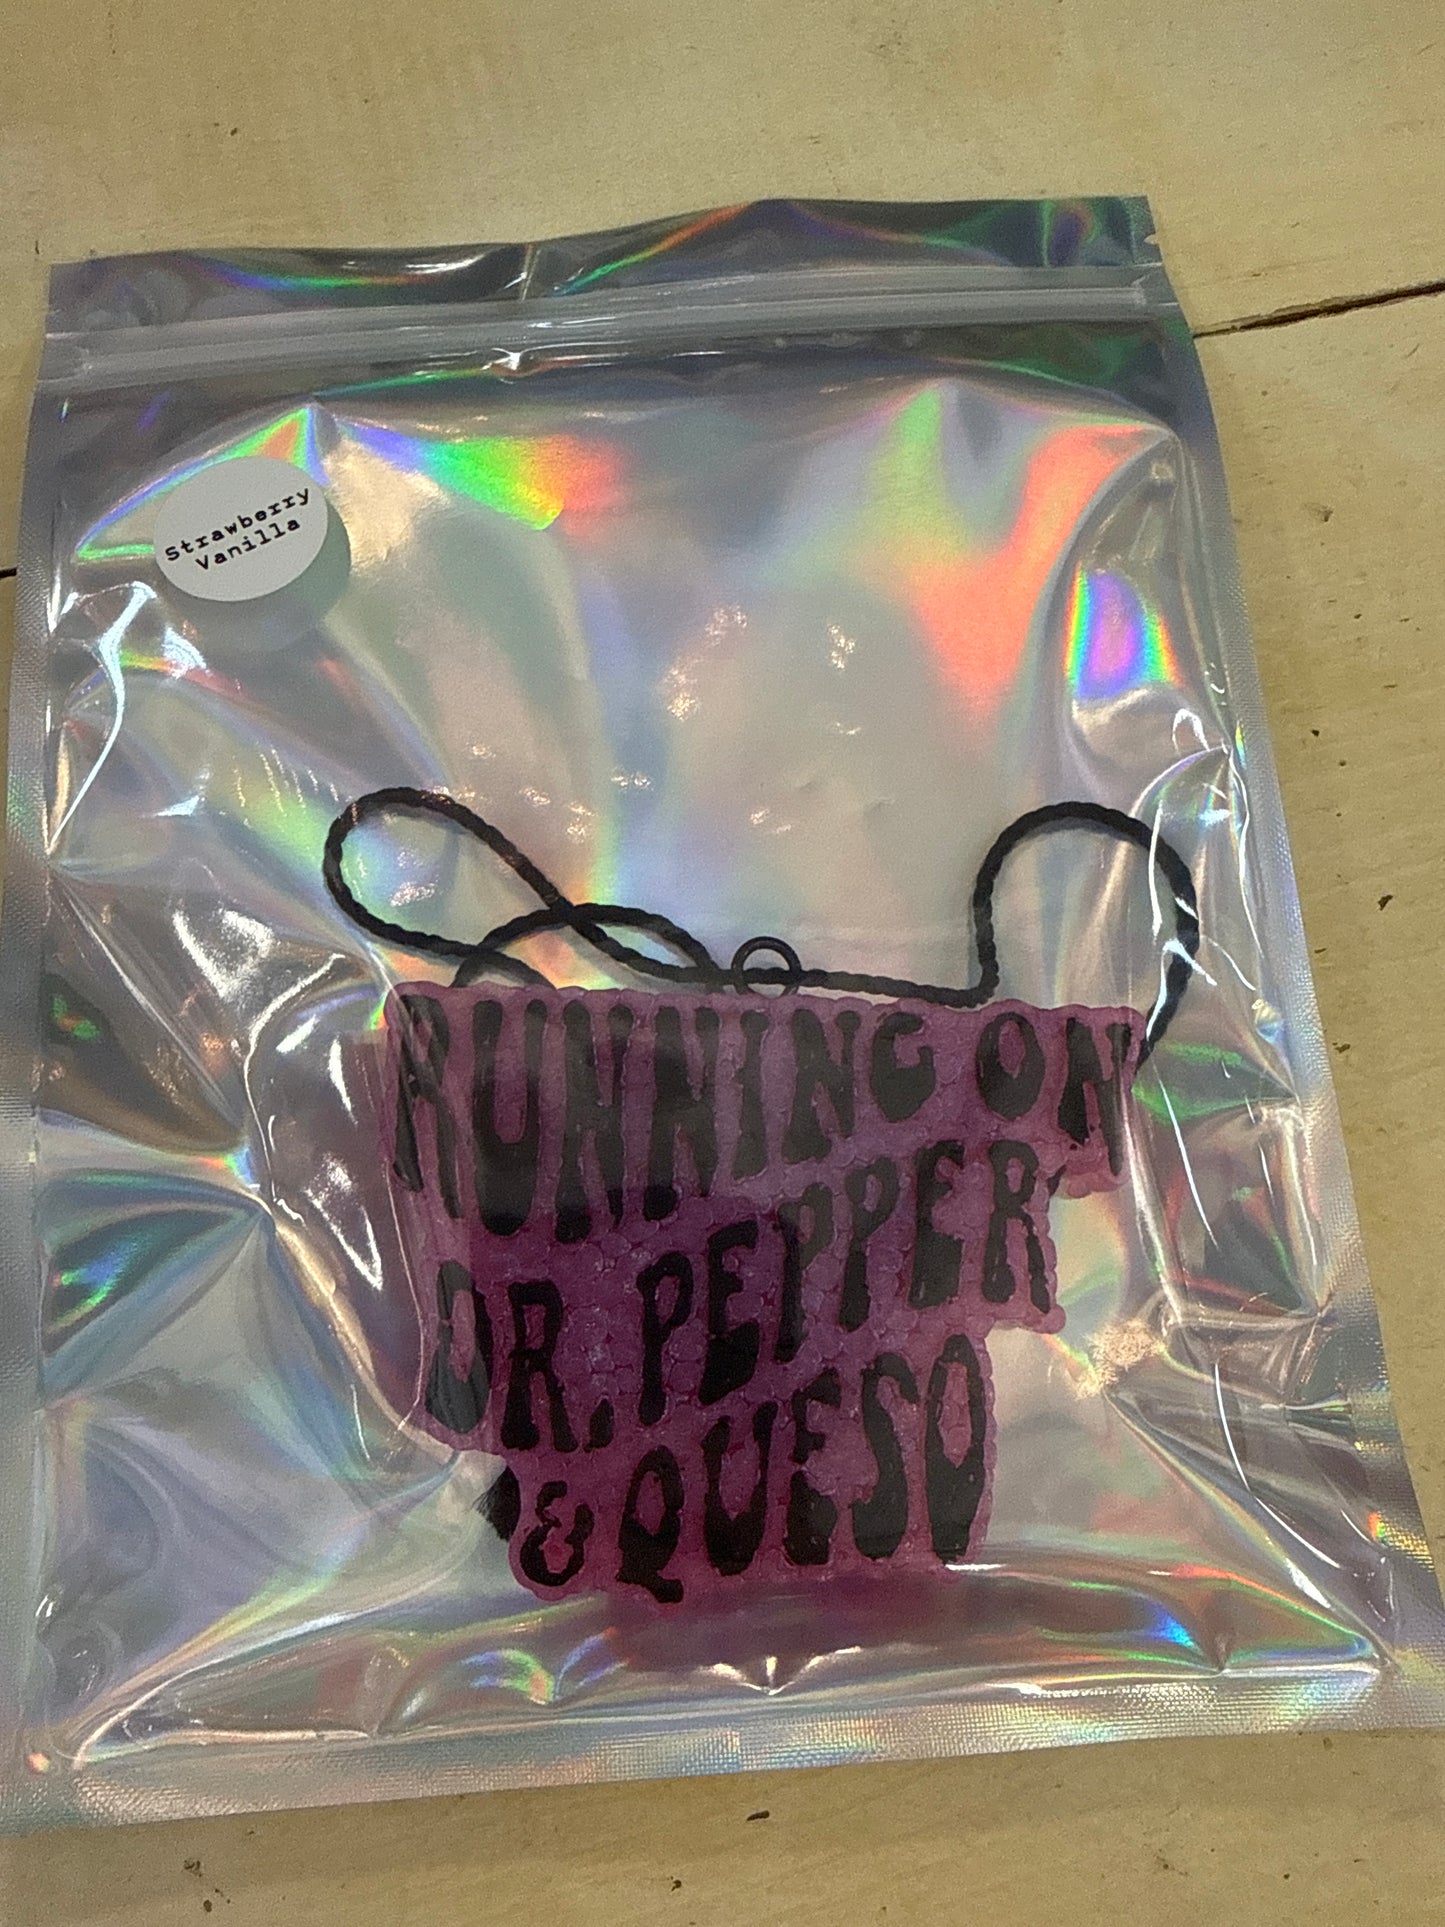 Strawberry
Vanilla
RUNNING ON
DR. PEPPER
& QUESO